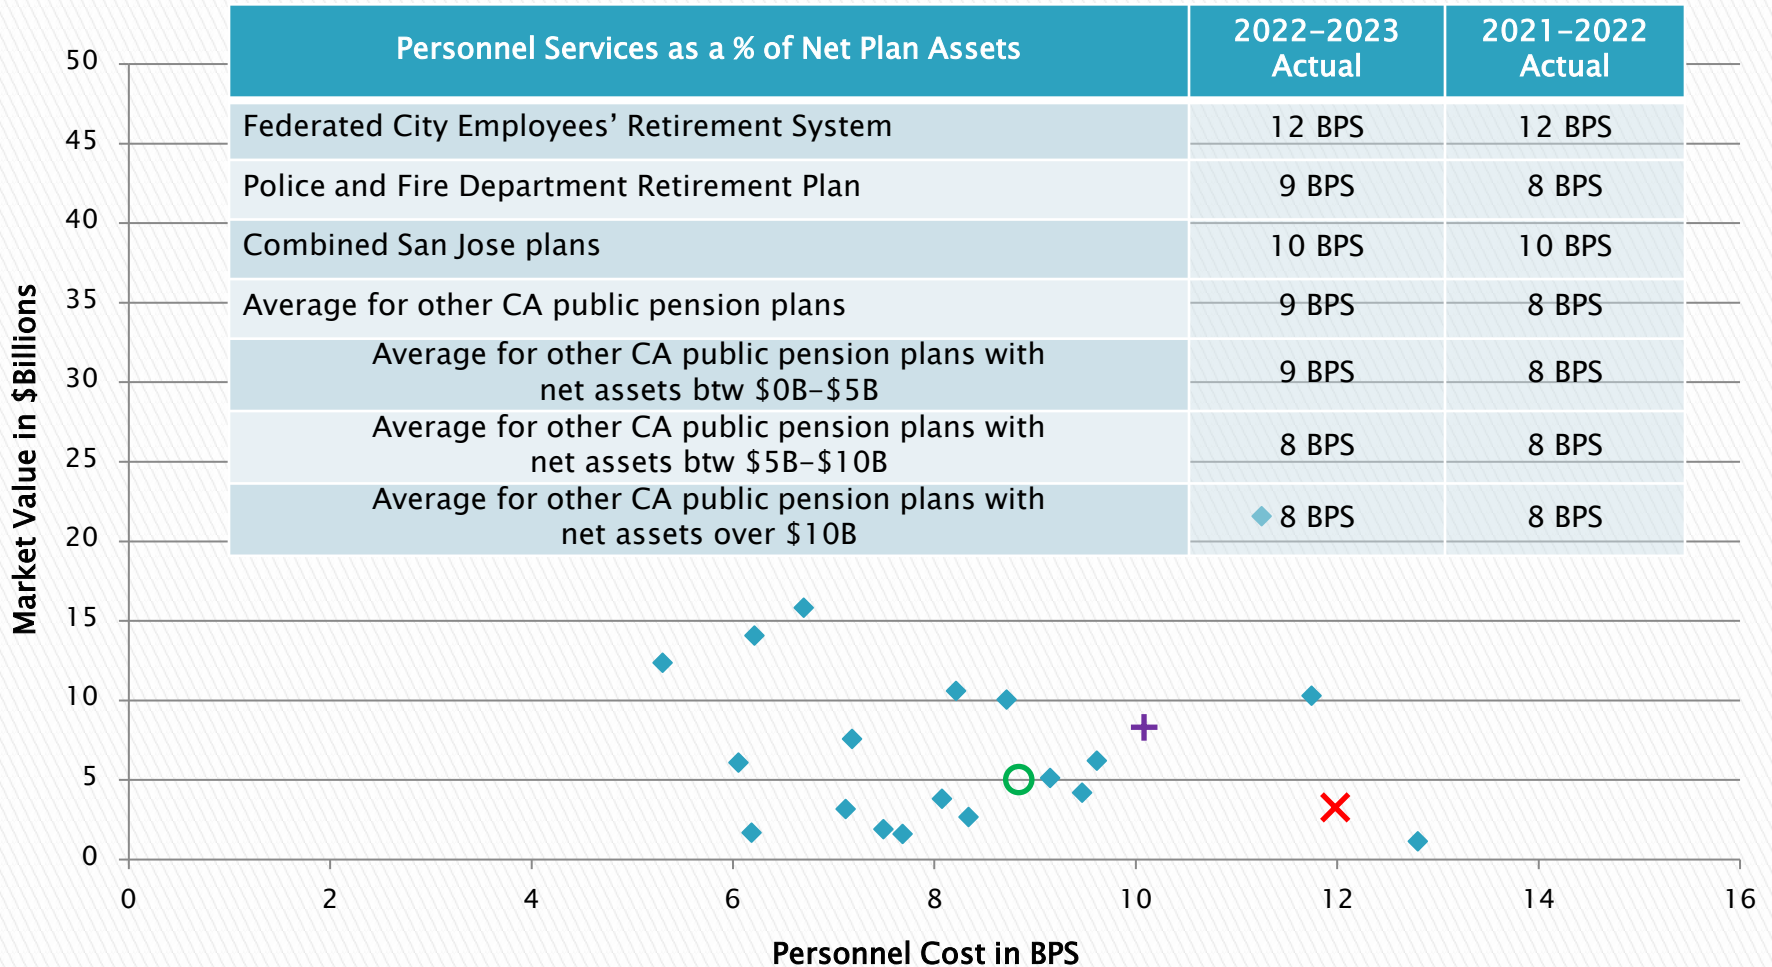 Personnel Services as a % of Net Plan Assets
2022–2023
Actual
2021–2022
Actual
Federated City Employees’ Retirement System
12 BPS
12 BPS
Police and Fire Department Retirement Plan
9 BPS
8 BPS
Combined San Jose plans
10 BPS
10 BPS
Average for other CA public pension plans
9 BPS
8 BPS
Average for other CA public pension plans with
net assets btw $0B–$5B
9 BPS
8 BPS
Average for other CA public pension plans with
net assets btw $5B–$10B
8 BPS
8 BPS
Average for other CA public pension plans with
net assets over $10B
8 BPS
8 BPS
Market Value in $Billions
50
45
40
35
30
25
20
15
10
5
0
0
2
4
6
8
10
12
14
16
Personnel Cost in BPS